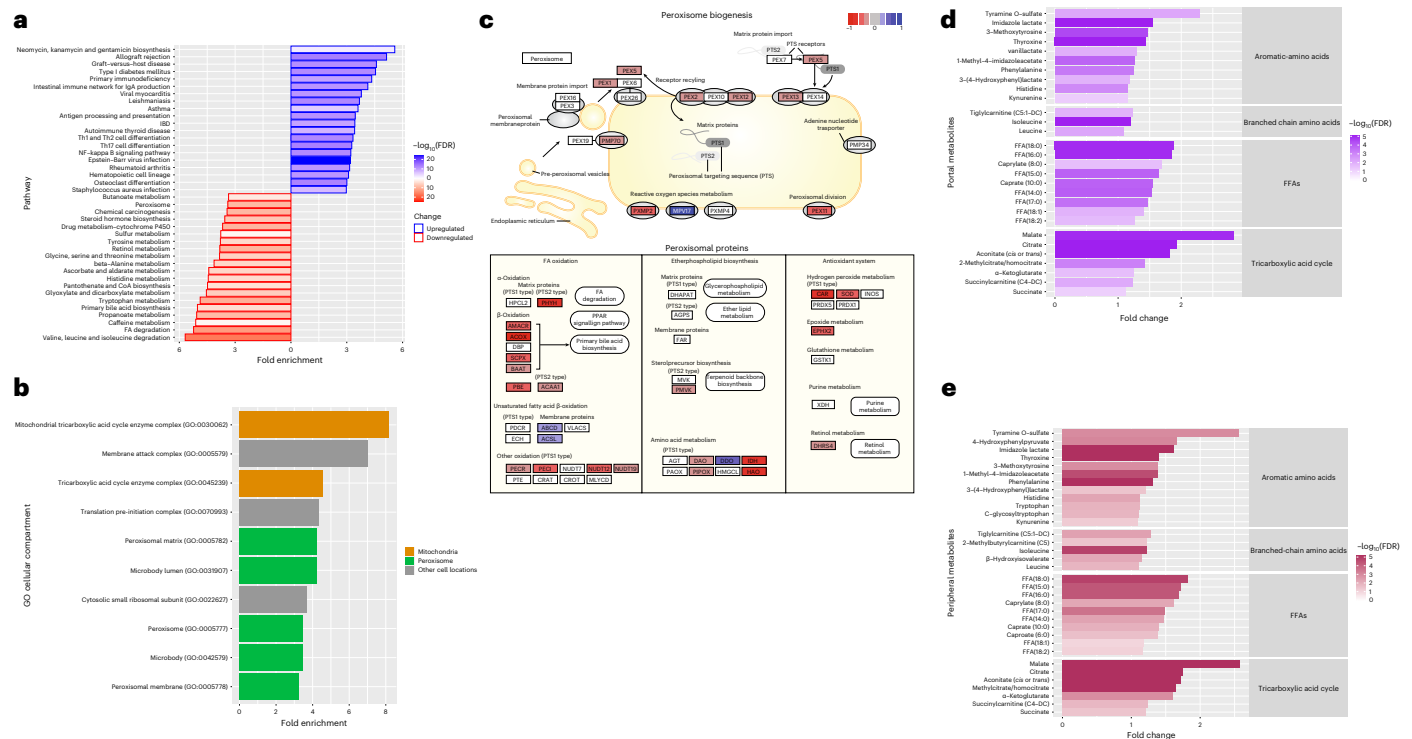 a
Neomycin, kanamycin and gentamicin biosynthesis
Allograft rejection
Graft-versus-host disease
Type I diabetes mellitus
Primary immunodeficiency
Intestinal immune network for IgA production
Viral myocarditis
Leishmaniasis
Asthma
Antigen processing and presentation
IBD
Autoimmune thyroid disease
Th1 and Th2 cell differentiation
Th17 cell differentiation
NF-kappa B signaling pathway
Epstein-Barr virus infection
Rheumatoid arthritis
Hematopoietic cell lineage
Osteoclast differentiation
Staphylococcus aureus infection
Butanoate metabolism
Peroxisome
Chemical carcinogenesis
Steroid hormone biosynthesis
Drug metabolism-cytochrome P450
Sulfur metabolism
Tyrosine metabolism
Retinol metabolism
Glycine, serine and threonine metabolism
beta-Alanine metabolism
Ascorbate and aldarate metabolism
Histidine metabolism
Pantothenate and CoA biosynthesis
Glyoxylate and dicarboxylate metabolism
Tryptophan metabolism
Primary bile acid biosynthesis
Propanoate metabolism
Caffeine metabolism
FA degradation
Valine, leucine and isoleucine degradation
6 3 0 3 6
Fold enrichment
Pathway
−log10(FDR)
20
10
0
10
20
Change
Upregulated
Downregulated
b
Mitochondrial tricarboxylic acid cycle enzyme complex (GO:0030062)
Membrane attack complex (GO:0005579)
Tricarboxylic acid cycle enzyme complex (GO:0045239)
Translation pre-initiation complex (GO:0070993)
Peroxisomal matrix (GO:0005782)
Microbody lumen (GO:0031907)
Cytosolic small ribosomal subunit (GO:0022627)
Peroxisome (GO:0005777)
Microbody (GO:0042579)
Peroxisomal membrane (GO:0005778)
0 2 4 6 8
Fold enrichment
GO cellular compartment
Mitochondria
Peroxisome
Other cell locations
c
Peroxisome biogenesis
−1 0 1
Matrix protein import
PTS receptors
PTS2
PEX7 PEX5
PTS1
Peroxisome
PEX5
PEX1 PEX6
PEX26
Receptor recyling
Membrane protein import
PEX16
PEX3
Peroxisomal
membraneprotein
PEX19 PMP70
PEX2 PEX10 PEX12
PEX13 PEX14
Matrix proteins
PTS1
PTS2
Peroxisomal targeting sequence (PTS)
Adenine nucleotide
trasporter
PMP34
Pre-peroxisomal vesicles
Reactive oxygen species metabolism
PXMP2 MPV17 PXMP4
Peroxisomal division
PEX11
Endoplasmic reticulum
Peroxisomal proteins
FA oxidation
α-Oxidation
Matrix proteins
(PTS1 type) (PTS2 type)
HPCL2 PHYH
FA
degradation
β-Oxidation
AMACR
ACOX
DBP
SCPX
BAAT
PPAR
signallign pathway
Primary bile acid
biosynthesis
(PTS2 type)
PBE ACAA1
Unsaturated fatty acid β-oxidation
(PTS1 type) Membrane proteins
PDCR ABCD VLACS
ECH ACSL
Other oxidation (PTS1 type)
PECR PECI NUDT7 NUDT12 NUDT19
PTE CRAT CROT MLYCD
Etherphospholipid biosynthesis
Matrix proteins
(PTS1 type)
DHAPAT
Glycerophospholipid
metabolism
(PTS2 type)
AGPS
Ether lipid
metabolism
Membrane proteins
FAR
Sterolprecursor biosynthesis
(PTS2 type)
MVK
PMVK
Terpenoid backbone
biosynthesis
Amino acid metabolism
(PTS1 type)
AGT DAO DDO IDH
PAOX PIPOX HMGCL HAO
Antioxidant system
Hydrogen peroxide metabolism
(PTS1 type)
CAB SOD INOS
PRDX5 PRDX1
Epoxide metabolism
EPHX2
Glutathione metabolism
GSTK1
Purine metabolism
XDH
Purine
metabolism
Retinol metabolism
DHRS4
Retinol
metabolism
d
Tyramine O-sulfate
Imidazole lactate
3-Methoxytyrosine
Thyroxine
vanillactate
1-Methyl-4-imidazoleacetate
Phenylalanine
3-(4-Hydroxyphenyl)lactate
Histidine
Kynurenine
Aromatic-amino acids
Tiglylcarnitine (C5:1-DC)
Isoleucine
Leucine
Branched chain amino acids
FFA(18:0)
FFA(16:0)
Caprylate (8:0)
FFA(15:0)
Caprate (10:0)
FFA(14:0)
FFA(17:0)
FFA(18:1)
FFA(18:2)
FFAs
Malate
Citrate
Aconitate (cis or trans)
2-Methylcitrate/homocitrate
α-Ketoglutarate
Succinylcarnitine (C4-DC)
Succinate
Tricarboxylic acid cycle
0 1 2
Fold change
Portal metabolites
−log10(FDR)
5
4
3
2
1
0
e
Tyramine O-sulfate
4-Hydroxyphenylpyruvate
Imidazole lactate
Thyroxine
3-Methoxytyrosine
1-Methyl-4-Imidazoleacetate
Phenylalanine
3-(4-Hydroxyphenyl)lactate
Histidine
Tryptophan
C-glycosyltryptophan
Kynurenine
Aromatic amino acids
Tiglylcarnitine (C5:1-DC)
2-Methylbutyrylcarnitine (C5)
Isoleucine
β-Hydroxyisovalerate
Leucine
Branched-chain amino acids
FFA(18:0)
FFA(15:0)
FFA(16:0)
Caprylate (8:0)
FFA(17:0)
FFA(14:0)
Caprate (10:0)
Caproate (6:0)
FFA(18:1)
FFA(18:2)
FFAs
Malate
Citrate
Aconitate (cis or trans)
Methylcitrate/homocitrate
α-Ketoglutarate
Succinylcarnitine (C4-DC)
Succinate
Tricarboxylic acid cycle
0 1 2
Fold change
Peripheral metabolites
−log10(FDR)
5
4
3
2
1
0